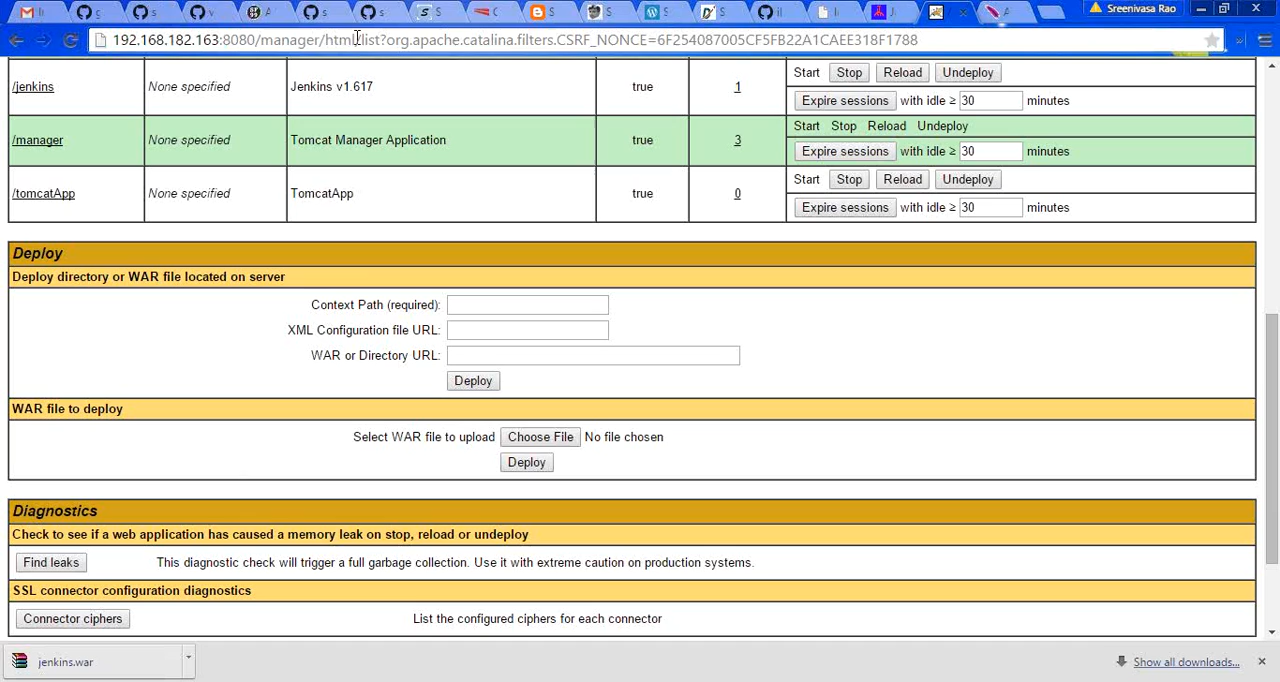 Sreenivasa Rao
192.168.182.163:8080/manager/html/list?org.apache.catalina.filters.CSRF_NONCE=6F254087005CF5FB22A1CAEE318F1788
/jenkins None specified Jenkins v1.617 true 1 Start Stop Reload Undeploy
Expire sessions with idle ≥ 30 minutes
/manager None specified Tomcat Manager Application true 3 Start Stop Reload Undeploy
Expire sessions with idle ≥ 30 minutes
/tomcatApp None specified TomcatApp true 0 Start Stop Reload Undeploy
Expire sessions with idle ≥ 30 minutes
Deploy
Deploy directory or WAR file located on server
Context Path (required):
XML Configuration file URL:
WAR or Directory URL:
Deploy
WAR file to deploy
Select WAR file to upload Choose File No file chosen
Deploy
Diagnostics
Check to see if a web application has caused a memory leak on stop, reload or undeploy
Find leaks This diagnostic check will trigger a full garbage collection. Use it with extreme caution on production systems.
SSL connector configuration diagnostics
Connector ciphers List the configured ciphers for each connector
jenkins.war Show all downloads...